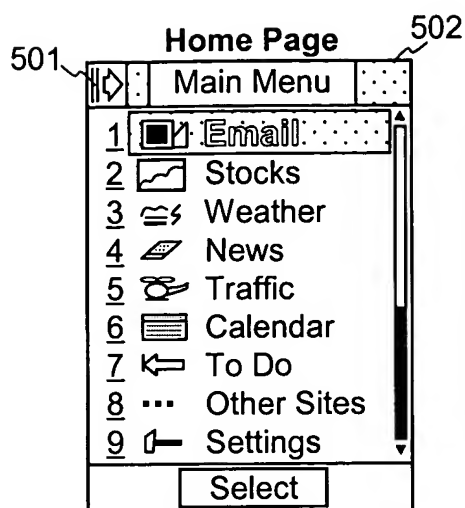 Home Page
501
502
Main Menu
1 Email
2 Stocks
3 Weather
4 News
5 Traffic
6 Calendar
7 To Do
8 Other Sites
9 Settings
Select